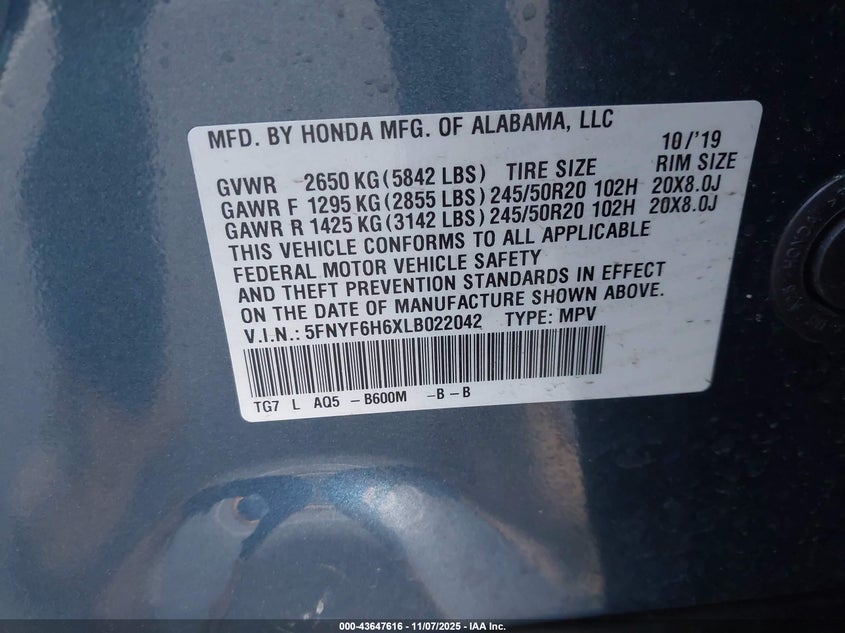 MFD. BY HONDA MFG. OF ALABAMA, LLC 10/'19
GVWR 2650 KG(5842 LBS) TIRE SIZE RIM SIZE
GAWR F 1295 KG(2855 LBS)245/50R20 102H 20X8.0J
GAWR R 1425 KG(3142 LBS)245/50R20 102H 20X8.0J
THIS VEHICLE CONFORMS TO ALL APPLICABLE
FEDERAL MOTOR VEHICLE SAFETY
AND THEFT PREVENTION STANDARDS IN EFFECT
ON THE DATE OF MANUFACTURE SHOWN ABOVE.
V.I.N.: 5FNYF6H6XLB022042 TYPE: MPV
TG7 L AQ5 -B600M -B-B
000-43647616 - 11/07/2025 - IAA Inc.